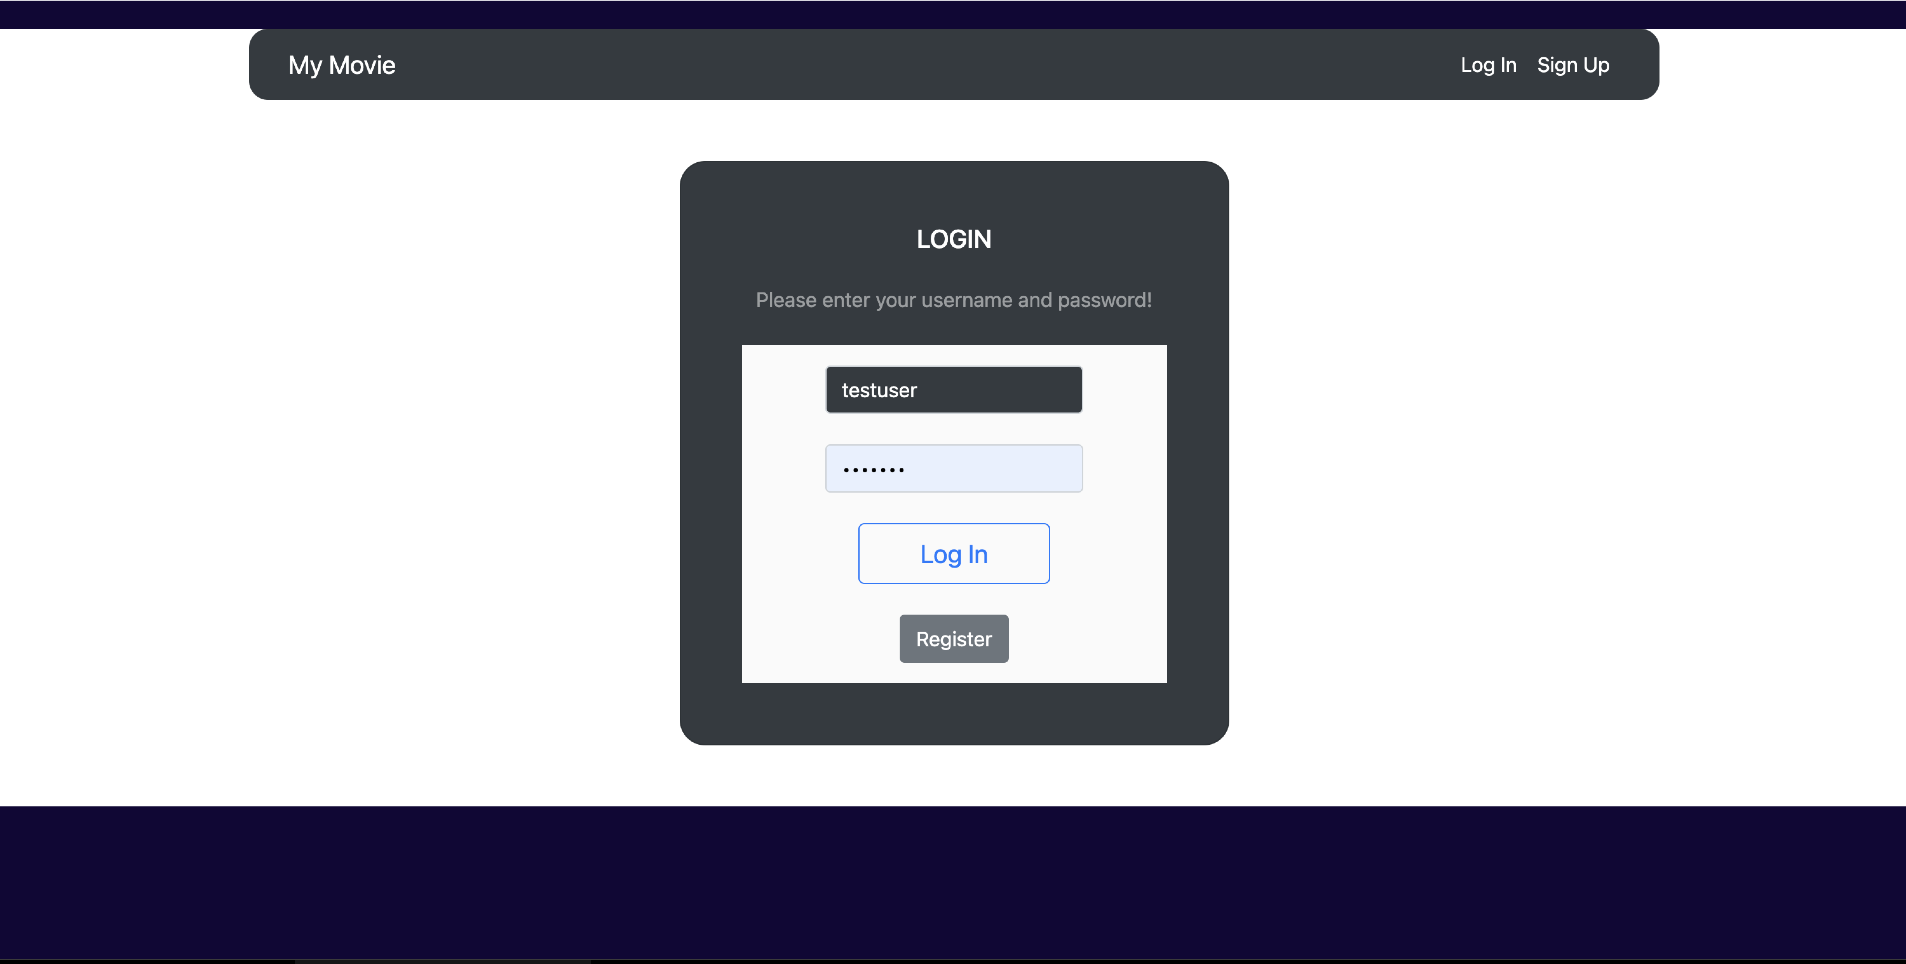 My Movie
Log In Sign Up
LOGIN
Please enter your username and password!
testuser
•••••••
Log In
Register